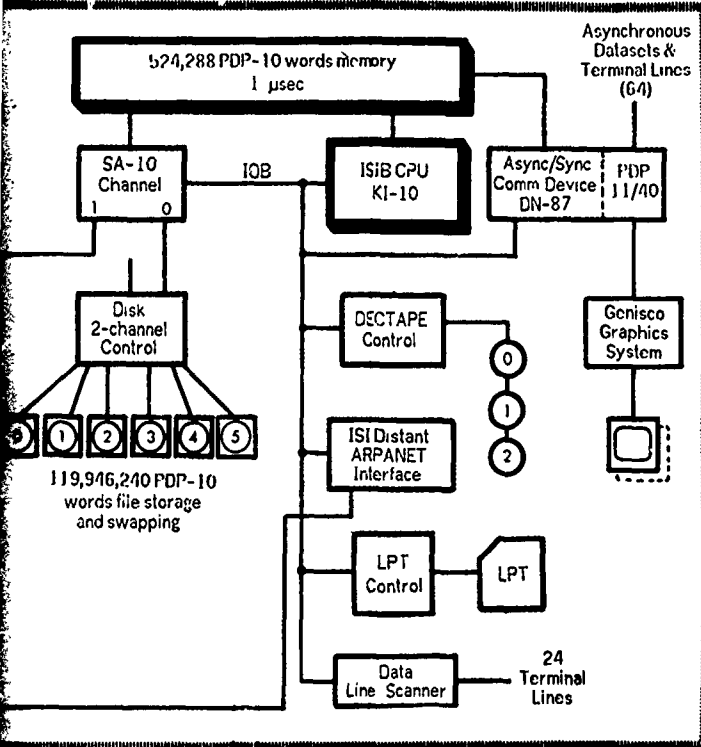 524,288 PDP-10 words memory
1 µsec
Asynchronous
Datasets &
Terminal Lines
(64)
SA-10
Channel
1 0
IOB
ISIB CPU
KI-10
Async/Sync
Comm Device
DN-87
PDP
11/40
Disk
2-channel
Control
DECTAPE
Control
0
1
2
Genisco
Graphics
System
0 1 2 3 4 5
119,946,240 PDP-10
words file storage
and swapping
ISI Distant
ARPANET
Interface
LPT
Control
LPT
Data
Line Scanner
24
Terminal
Lines